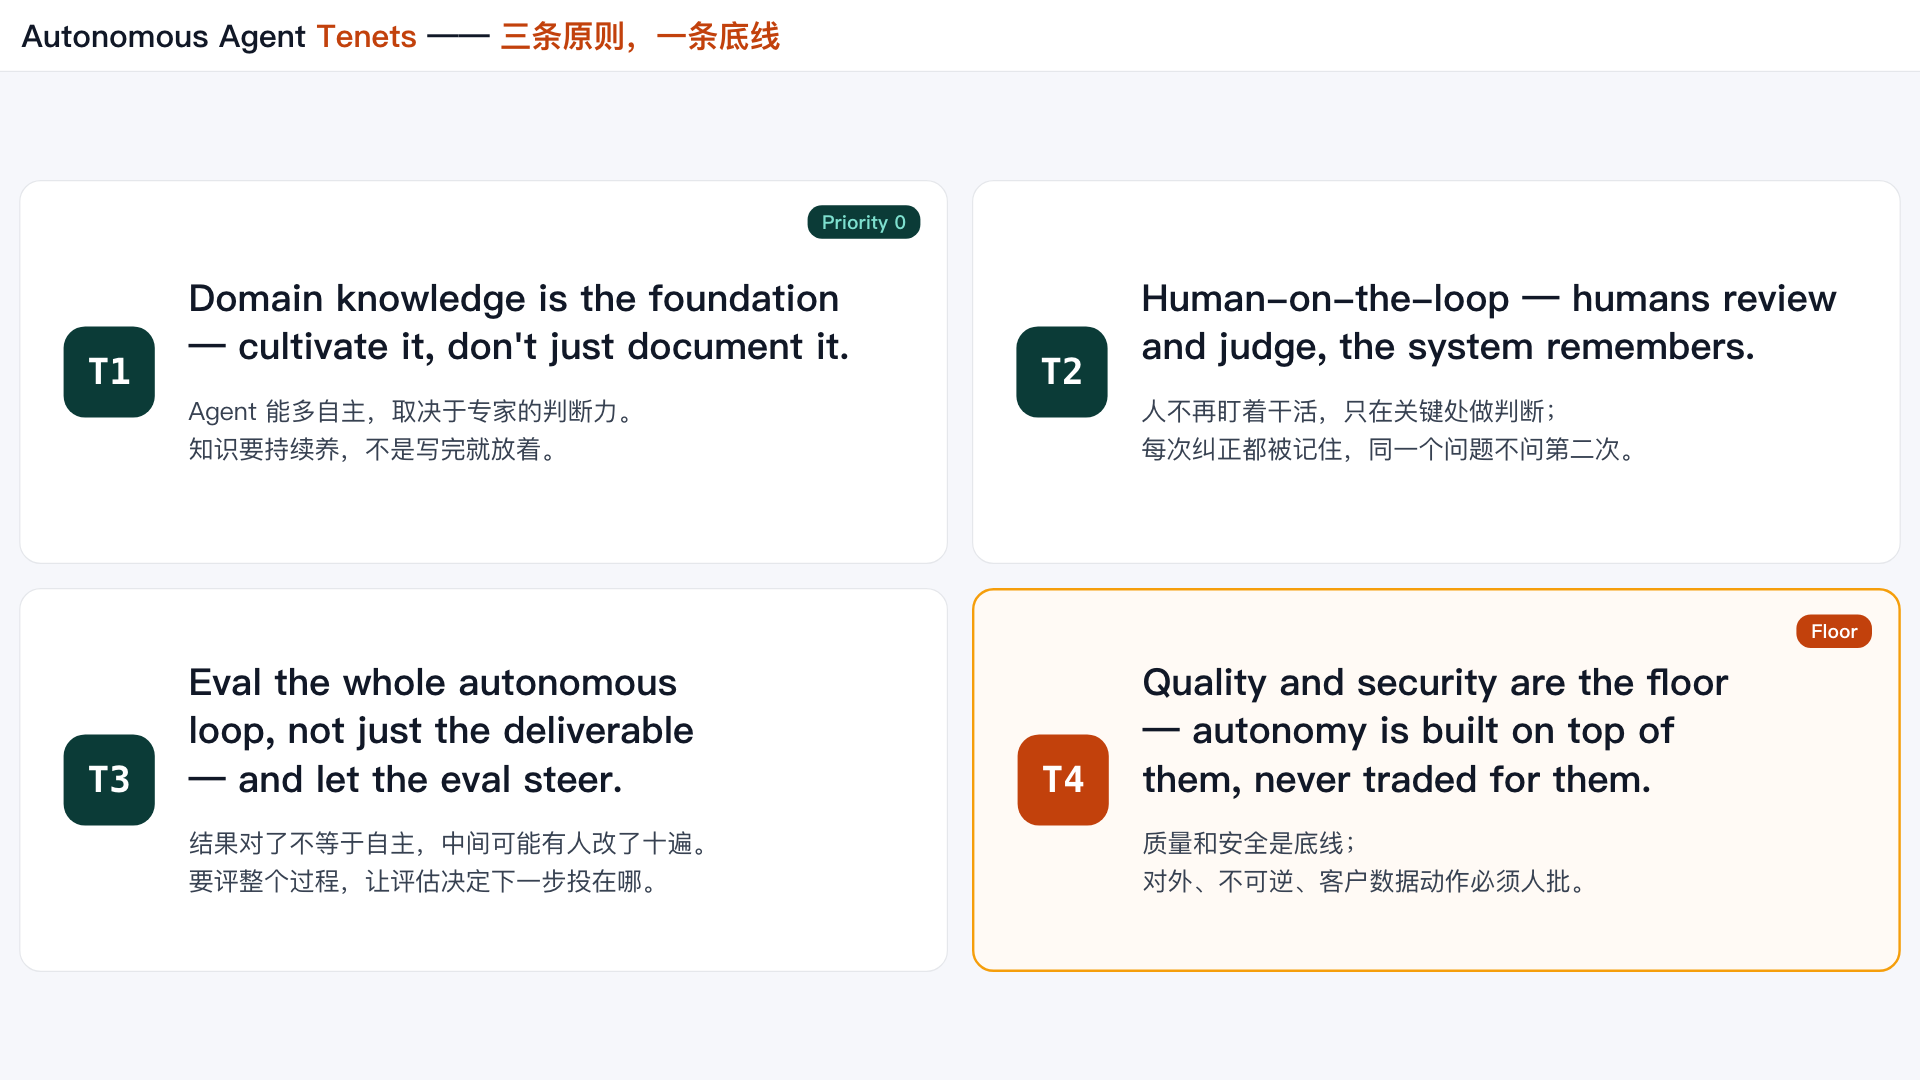 Autonomous Agent Tenets —— 三条原则，一条底线
Priority 0
T1
Domain knowledge is the foundation
— cultivate it, don't just document it.
Agent 能多自主，取决于专家的判断力。
知识要持续养，不是写完就放着。
T2
Human-on-the-loop — humans review
and judge, the system remembers.
人不再盯着干活，只在关键处做判断；
每次纠正都被记住，同一个问题不问第二次。
T3
Eval the whole autonomous
loop, not just the deliverable
— and let the eval steer.
结果对了不等于自主，中间可能有人改了十遍。
要评整个过程，让评估决定下一步投在哪。
Floor
T4
Quality and security are the floor
— autonomy is built on top of
them, never traded for them.
质量和安全是底线；
对外、不可逆、客户数据动作必须人批。